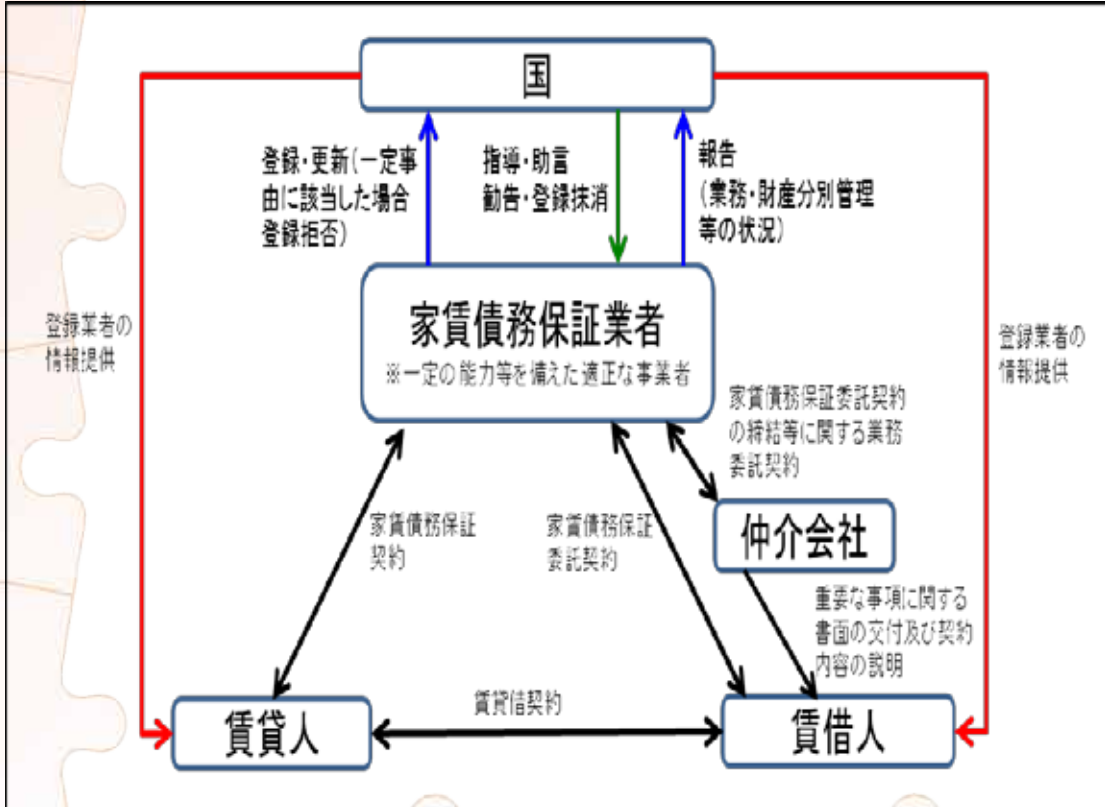 国
登録・更新(一定事
由に該当した場合
登録拒否)
指導・助言
勧告・登録抹消
報告
(業務・財産分別管理
等の状況)
登録業者の
情報提供
家賃債務保証業者
※一定の能力等を備えた適正な事業者
登録業者の
情報提供
家賃債務保証委託契約
の締結等に関する業務
委託契約
家賃債務保証
契約
家賃債務保証
委託契約
仲介会社
重要な事項に関する
書面の交付及び契約
内容の説明
賃貸人
賃貸借契約
賃借人